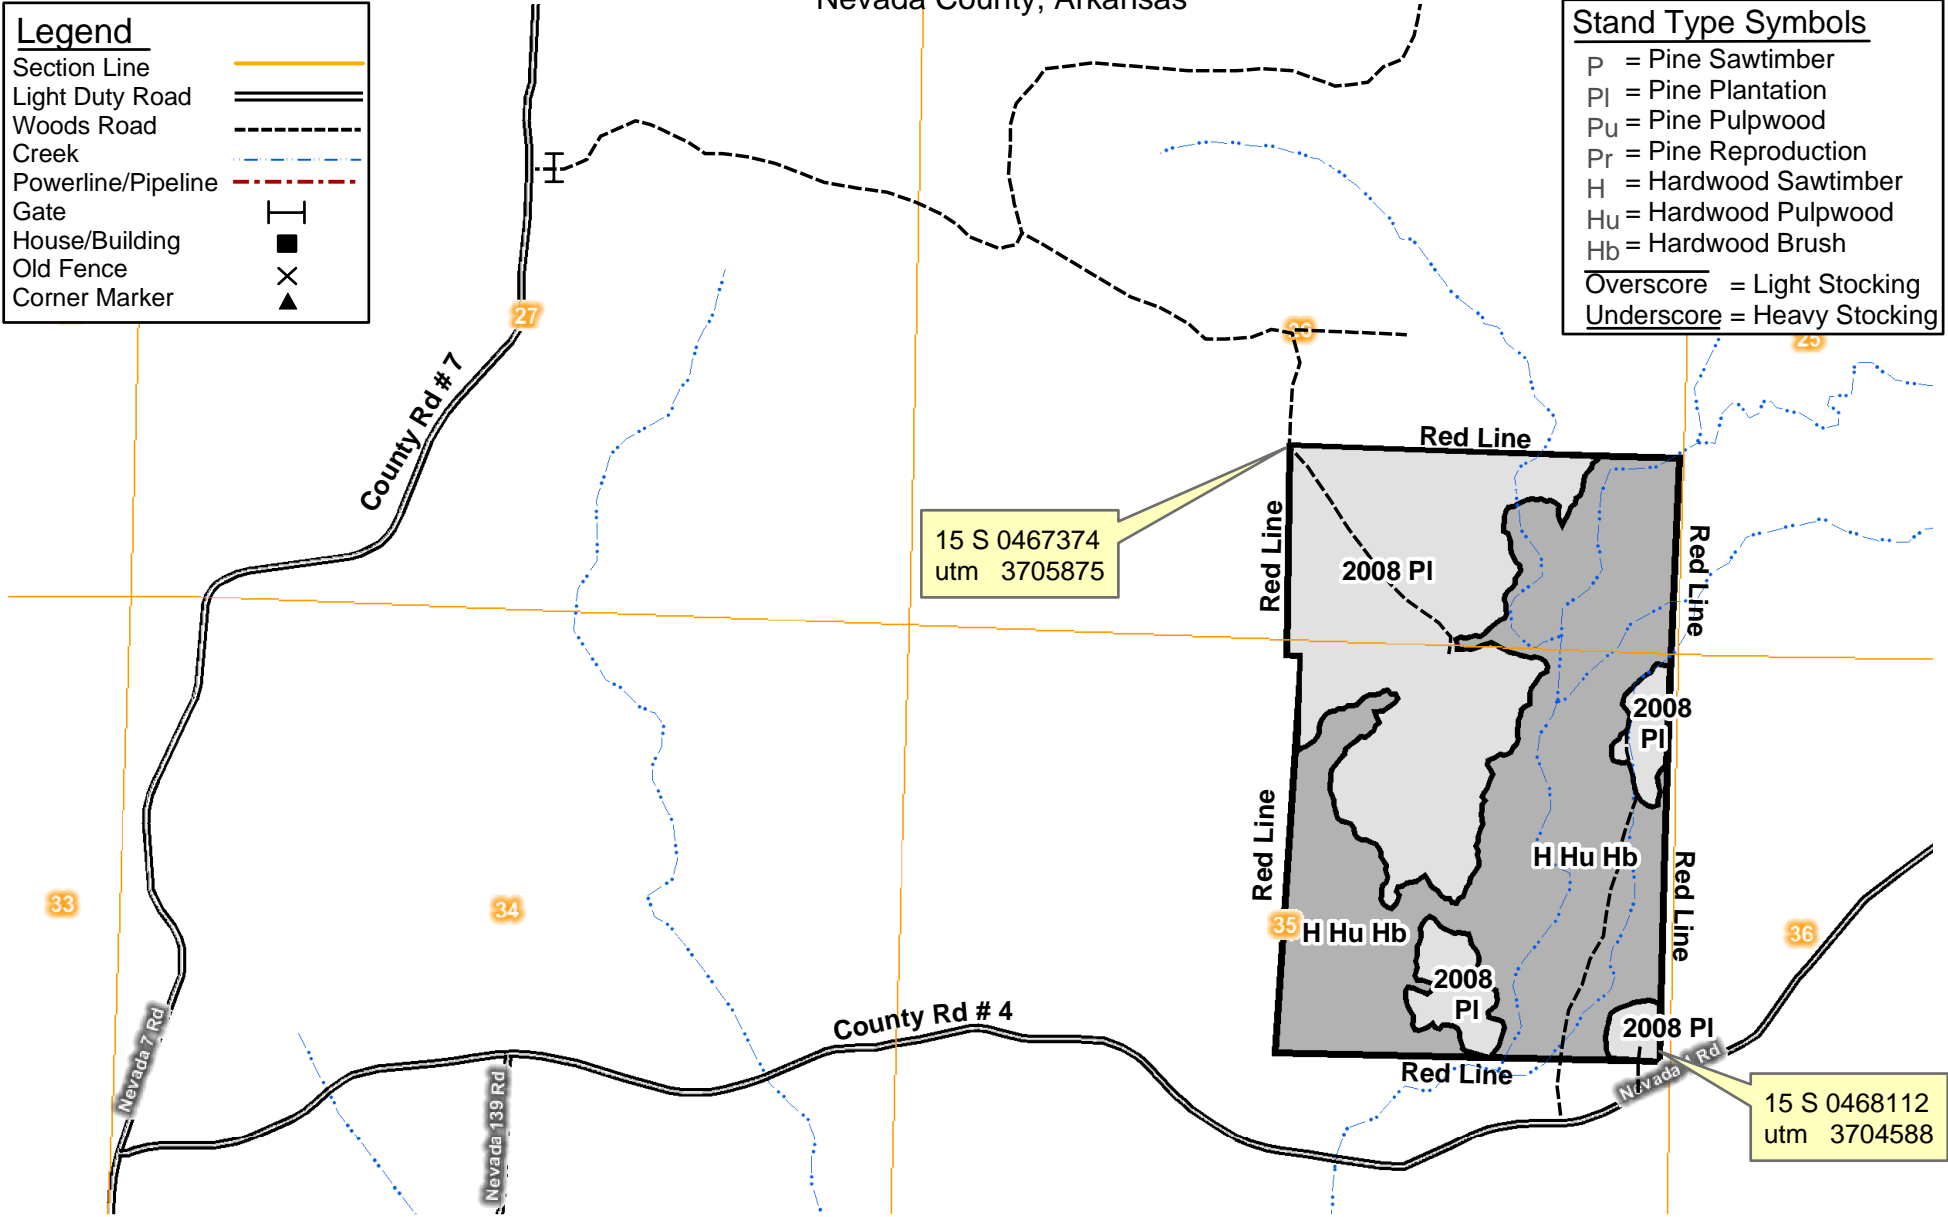 Nevada County, Arkansas
Legend
Section Line
Light Duty Road
Woods Road
Creek
Powerline/Pipeline
Gate
House/Building
Old Fence
Corner Marker
Stand Type Symbols
P = Pine Sawtimber
Pl = Pine Plantation
Pu = Pine Pulpwood
Pr = Pine Reproduction
H = Hardwood Sawtimber
Hu = Hardwood Pulpwood
Hb = Hardwood Brush
Overscore = Light Stocking
Underscore = Heavy Stocking
27
26
25
County Rd # 7
Red Line
15 S 0467374
utm 3705875
Red Line
2008 Pl
Red Line
2008
Pl
Red Line
H Hu Hb
Red Line
33
34
35
H Hu Hb
36
2008
Pl
County Rd # 4
2008 Pl
Nevada 7 Rd
Nevada 139 Rd
Red Line
Nevada Rd
15 S 0468112
utm 3704588